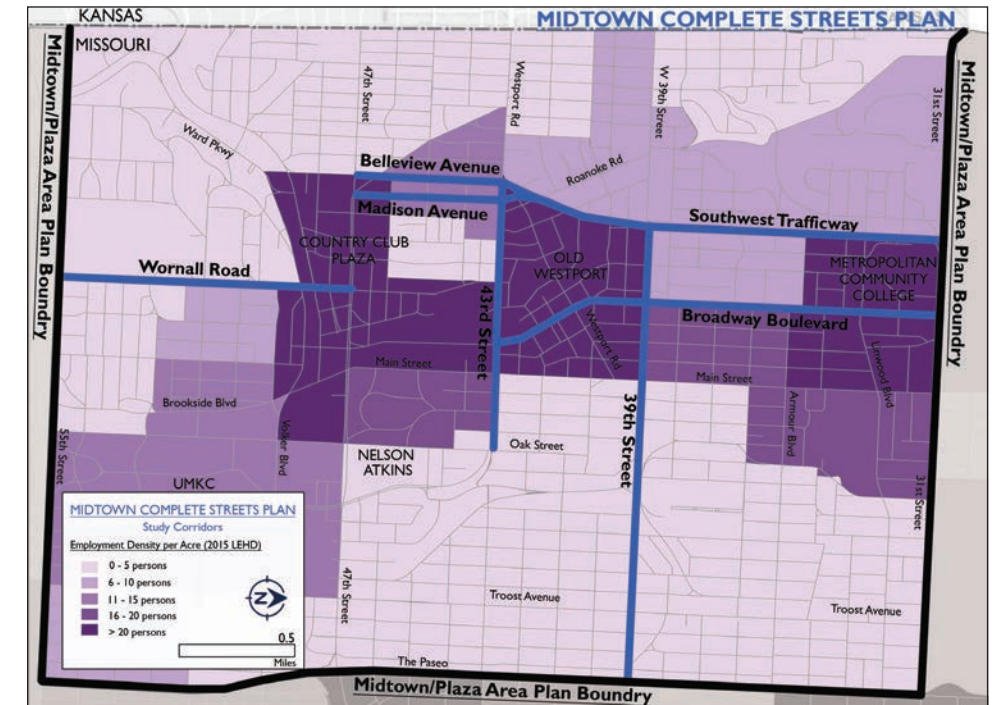 KANSAS
MIDTOWN COMPLETE STREETS PLAN
MISSOURI
Midtown/Plaza Area Plan Boundry
Midtown/Plaza Area Plan Boundry
47th Street
Westport Rd
W 39th Street
31st Street
Ward Pkwy
Belleview Avenue
Roanoke Rd
Madison Avenue
Southwest Trafficway
COUNTRY CLUB
PLAZA
OLD
WESTPORT
METROPOLITAN
COMMUNITY
COLLEGE
Wornall Road
43rd Street
Broadway Boulevard
Westport Rd
Main Street
Main Street
Linwood Blvd
Brookside Blvd
39th Street
Armour Blvd
Volker Blvd
55th Street
Oak Street
NELSON
ATKINS
31st Street
UMKC
MIDTOWN COMPLETE STREETS PLAN
Study Corridors
Employment Density per Acre (2015 LEHD)
0 - 5 persons
6 - 10 persons
11 - 15 persons
16 - 20 persons
> 20 persons
Z
0.5
Miles
47th Street
Troost Avenue
Troost Avenue
The Paseo
Midtown/Plaza Area Plan Boundry